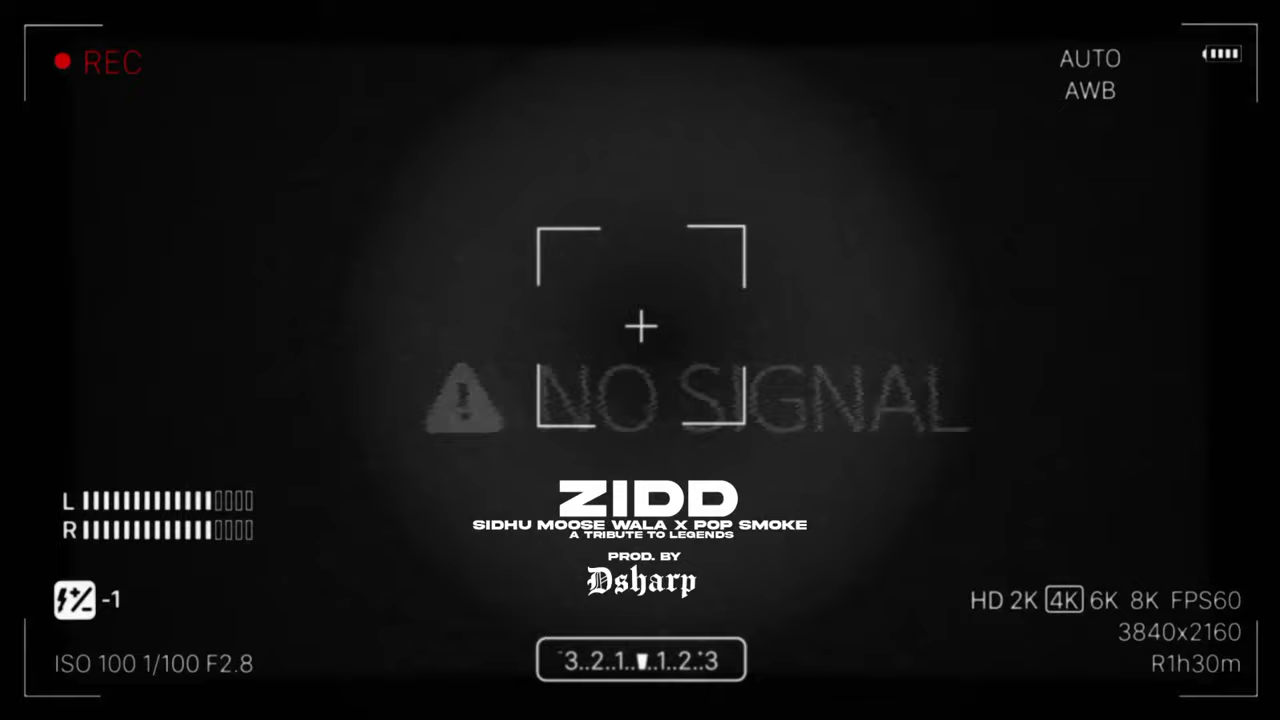 REC
AUTO
AWB
NO SIGNAL
ZIDD
SIDHU MOOSE WALA X POP SMOKE
A TRIBUTE TO LEGENDS
PROD. BY
Dsharp
L
R
-1
ISO 100 1/100 F2.8
3..2..1....1..2..3
HD 2K 4K 6K 8K FPS60
3840x2160
R1h30m